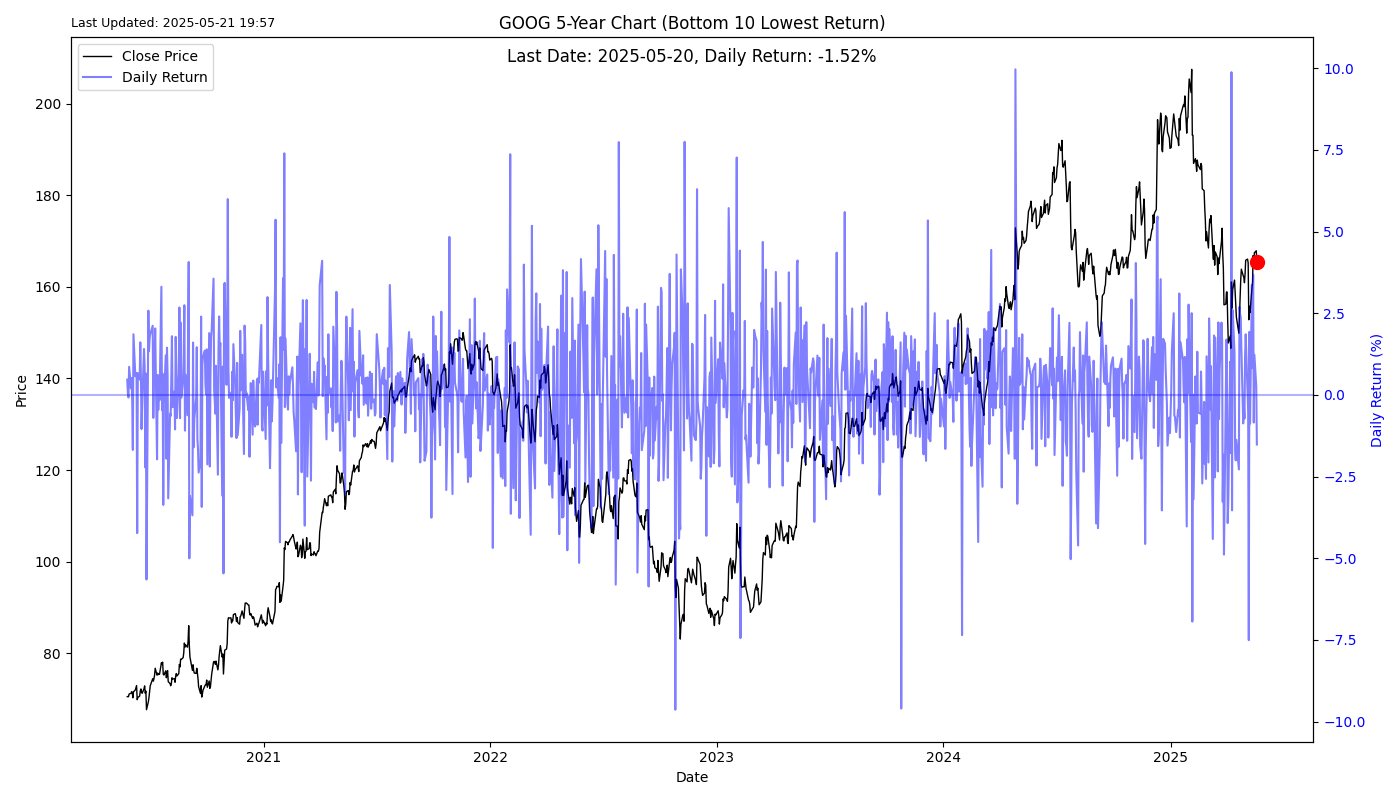 Last Updated: 2025-05-21 19:57
GOOG 5-Year Chart (Bottom 10 Lowest Return)
Last Date: 2025-05-20, Daily Return: -1.52%
Close Price
Daily Return
Price
200
180
160
140
120
100
80
10.0
7.5
5.0
2.5
0.0
−2.5
−5.0
−7.5
−10.0
Daily Return (%)
2021
2022
2023
2024
2025
Date